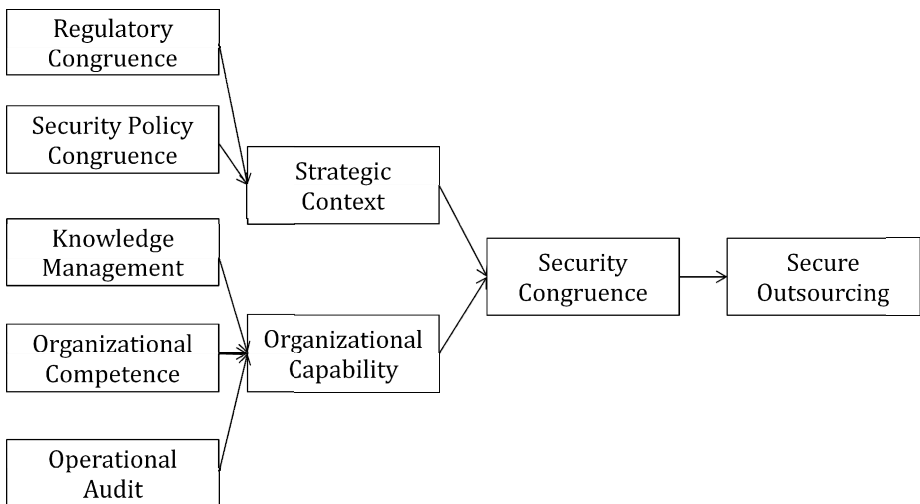 Regulatory
Congruence
Security Policy
Congruence
Strategic
Context
Knowledge
Management
Security
Congruence
Secure
Outsourcing
Organizational
Competence
Organizational
Capability
Operational
Audit